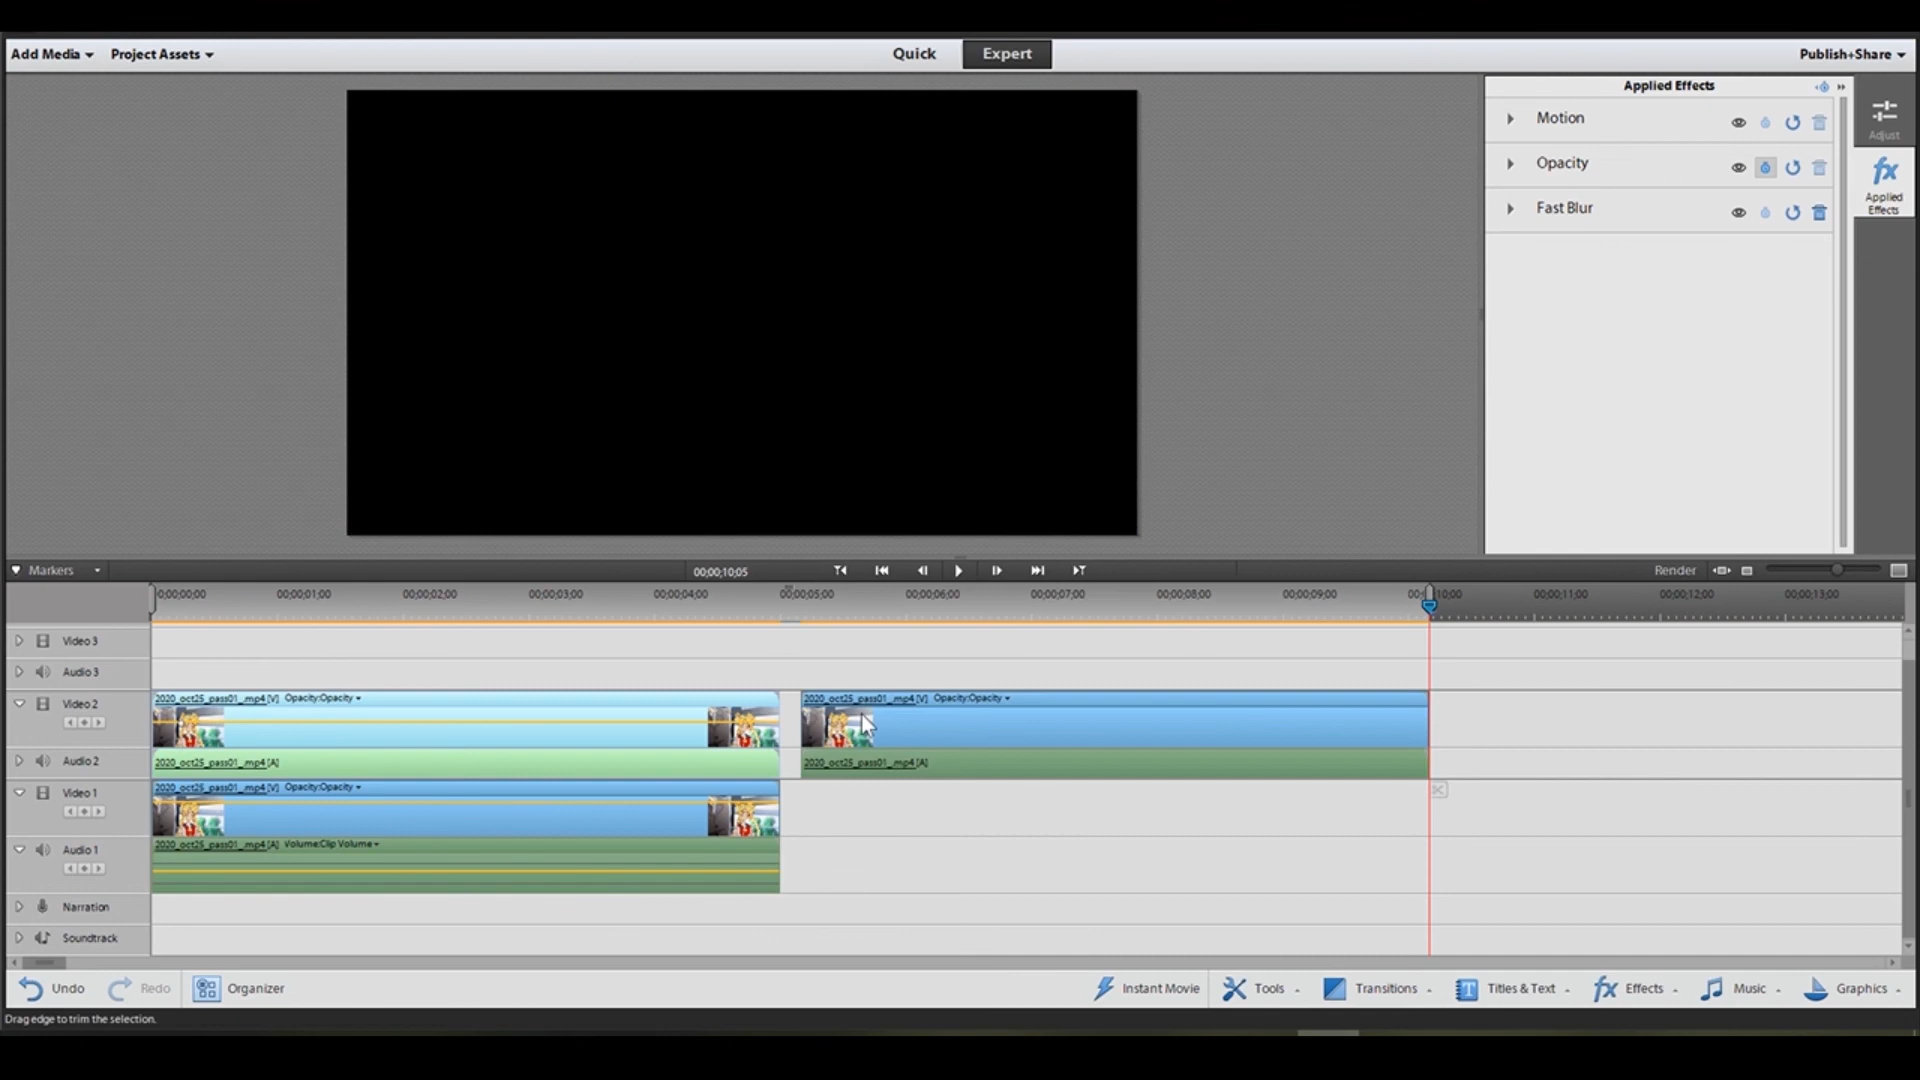 Add Media
Project Assets
Quick
Expert
Publish+Share
Applied Effects
Motion
Opacity
Fast Blur
Adjust
Applied
Effects
Markers
00;00;10;05
Render
0;00;00;00
00;00;01;00
00;00;02;00
00;00;03;00
00;00;04;00
00;00;05;00
00;00;06;00
00;00;07;00
00;00;08;00
00;00;09;00
10;00
00;00;11;00
00;00;12;00
00;00;13;00
Video 3
Audio 3
Video 2
2020_oct25_pass01_.mp4 [V] Opacity:Opacity
2020_oct25_pass01_.mp4 [V] Opacity:Opacity
Audio 2
2020_oct25_pass01_.mp4 [A]
2020_oct25_pass01_.mp4 [A]
Video 1
2020_oct25_pass01_.mp4 [V] Opacity:Opacity
Audio 1
2020_oct25_pass01_.mp4 [A] Volume:Clip Volume
Narration
Soundtrack
Undo
Redo
Organizer
Instant Movie
Tools
Transitions
Titles & Text
Effects
Music
Graphics
Drag edge to trim the selection.